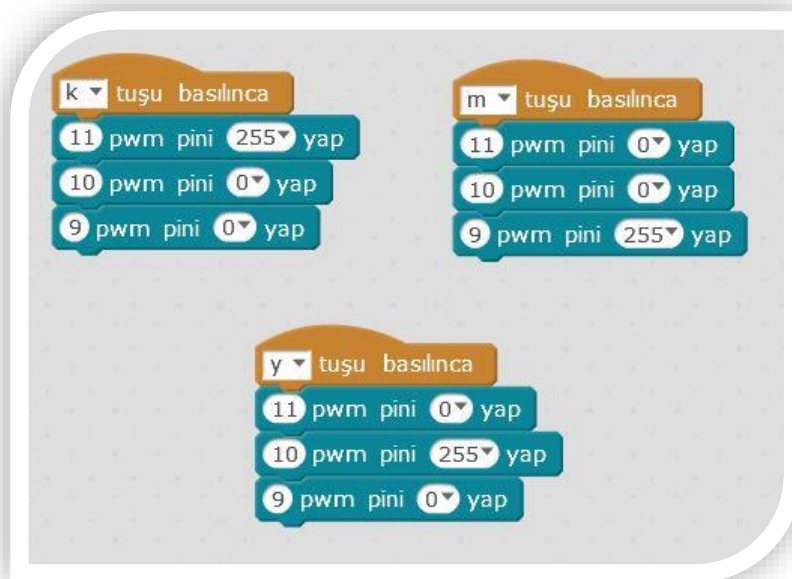 k tuşu basılınca
11 pwm pini 255 yap
10 pwm pini 0 yap
9 pwm pini 0 yap
m tuşu basılınca
11 pwm pini 0 yap
10 pwm pini 0 yap
9 pwm pini 255 yap
y tuşu basılınca
11 pwm pini 0 yap
10 pwm pini 255 yap
9 pwm pini 0 yap